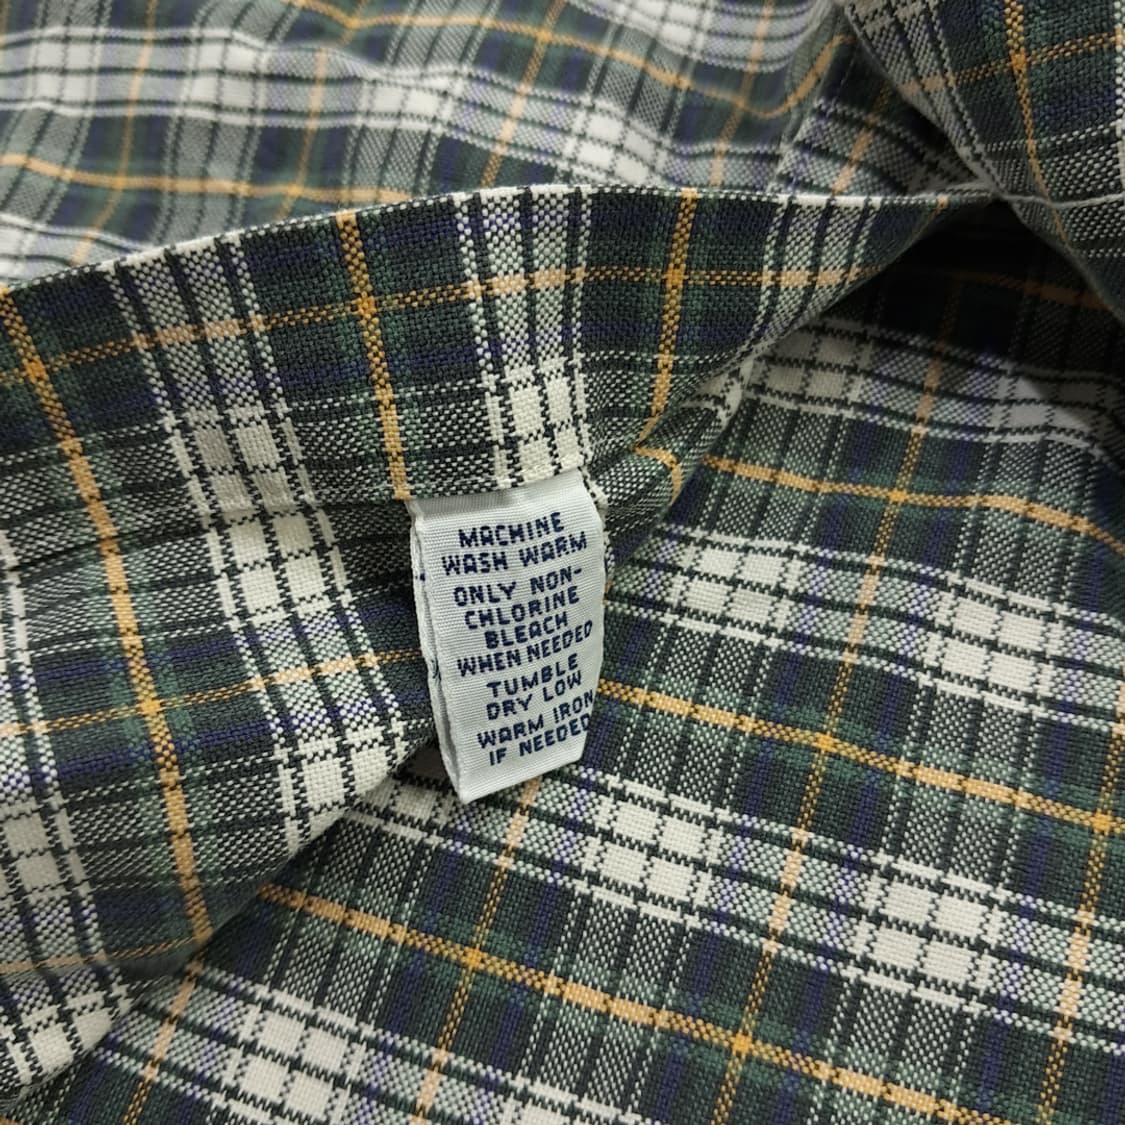 MACHINE
WASH WARM
ONLY NON-
CHLORINE
BLEACH
WHEN NEEDED
TUMBLE
DRY LOW
WARM IRON
IF NEEDED